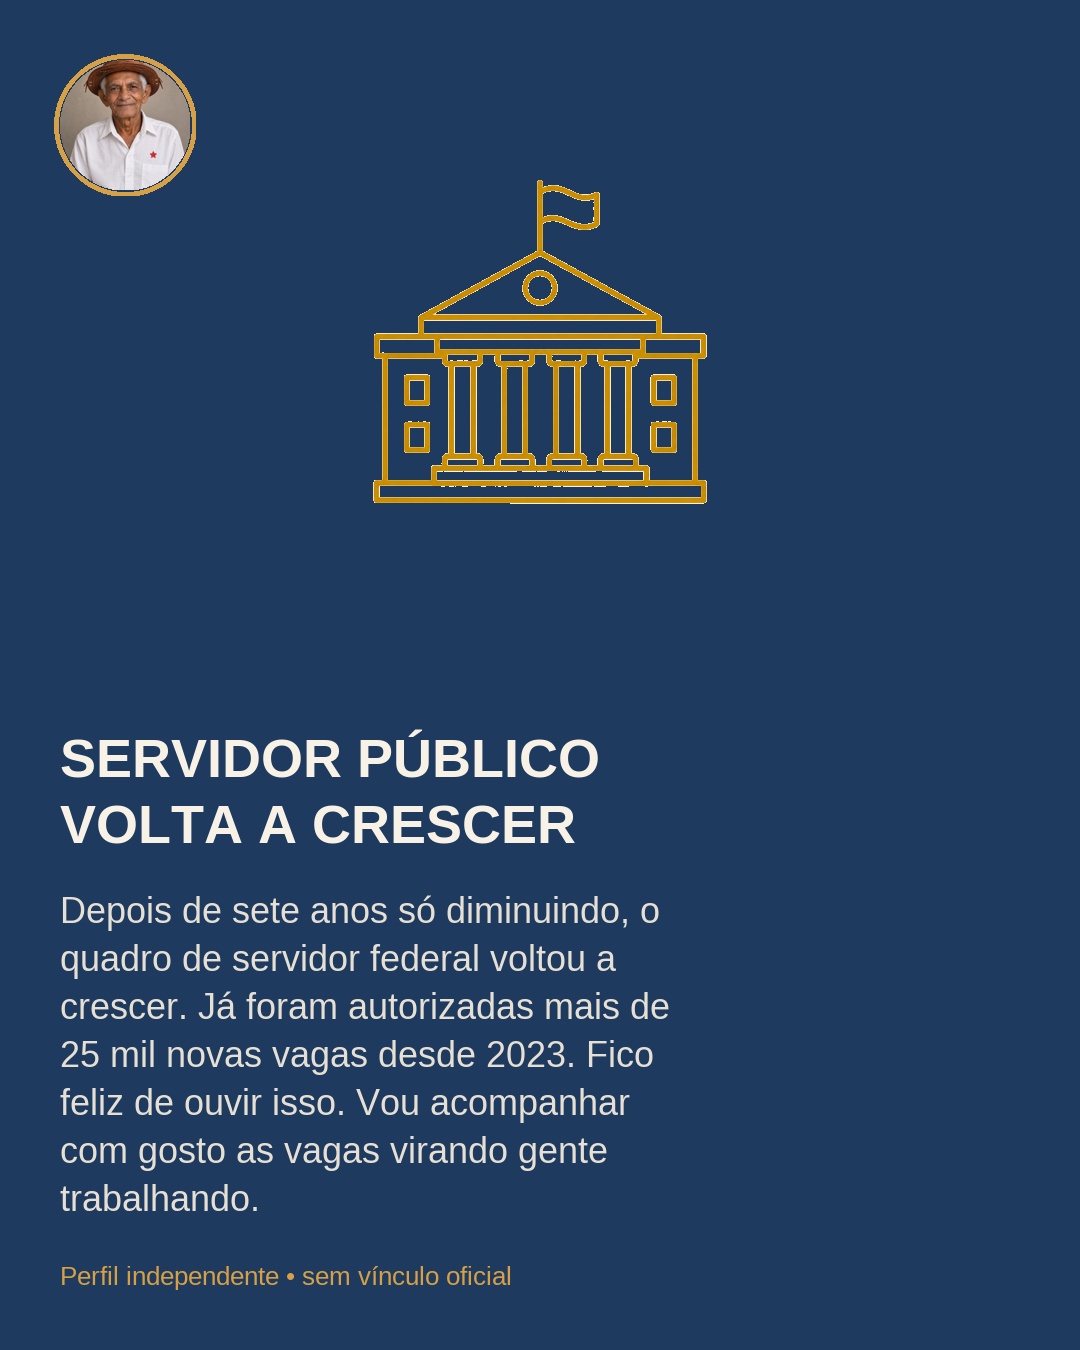 SERVIDOR PÚBLICO
VOLTA A CRESCER
Depois de sete anos só diminuindo, o
quadro de servidor federal voltou a
crescer. Já foram autorizadas mais de
25 mil novas vagas desde 2023. Fico
feliz de ouvir isso. Vou acompanhar
com gosto as vagas virando gente
trabalhando.
Perfil independente • sem vínculo oficial